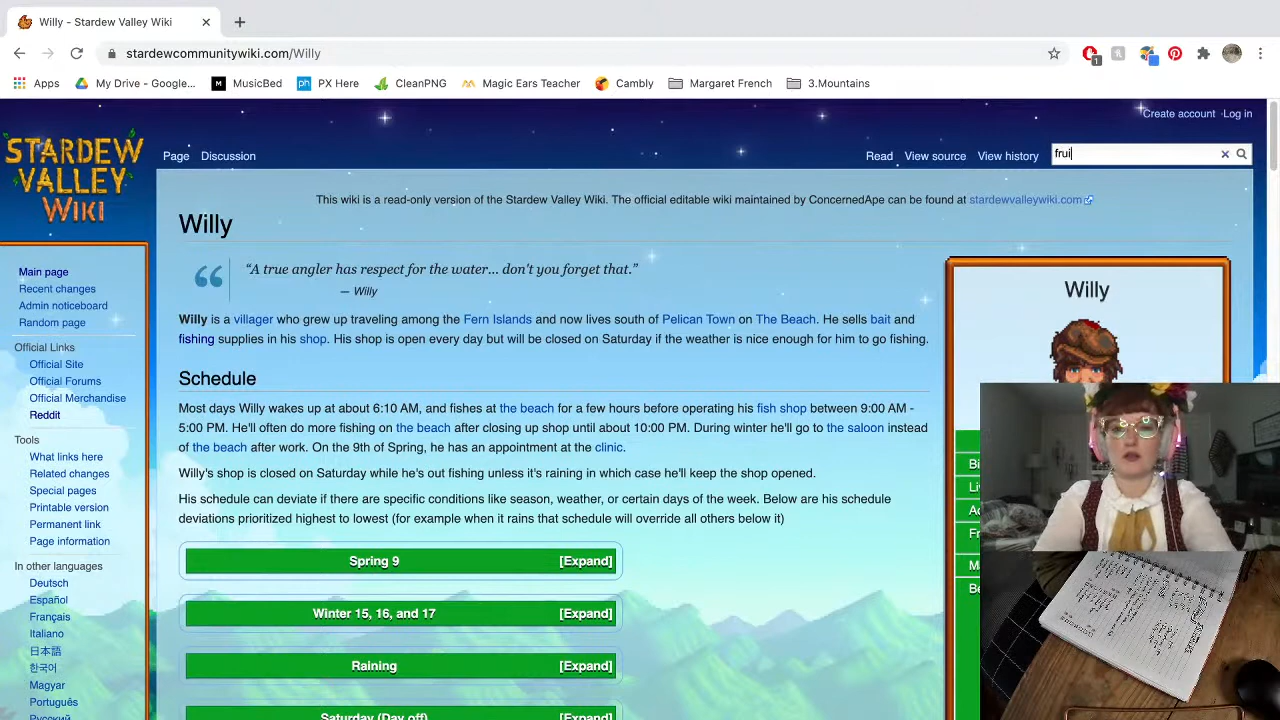 Willy - Stardew Valley Wiki
stardewcommunitywiki.com/Willy
1
Apps
My Drive - Google...
M
MusicBed
ph
PX Here
CleanPNG
Magic Ears Teacher
Cambly
Margaret French
3.Mountains
STARDEW
VALLEY
WIKI
Create account
Log in
Page
Discussion
Read
View source
View history
frui
This wiki is a read-only version of the Stardew Valley Wiki. The official editable wiki maintained by ConcernedApe can be found at stardewvalleywiki.com
Willy
“A true angler has respect for the water... don't you forget that.”
— Willy
Willy is a villager who grew up traveling among the Fern Islands and now lives south of Pelican Town on The Beach. He sells bait and
fishing supplies in his shop. His shop is open every day but will be closed on Saturday if the weather is nice enough for him to go fishing.
Schedule
Most days Willy wakes up at about 6:10 AM, and fishes at the beach for a few hours before operating his fish shop between 9:00 AM -
5:00 PM. He'll often do more fishing on the beach after closing up shop until about 10:00 PM. During winter he'll go to the saloon instead
of the beach after work. On the 9th of Spring, he has an appointment at the clinic.
Willy's shop is closed on Saturday while he's out fishing unless it's raining in which case he'll keep the shop opened.
His schedule can deviate if there are specific conditions like season, weather, or certain days of the week. Below are his schedule
deviations prioritized highest to lowest (for example when it rains that schedule will override all others below it)
Spring 9 [Expand]
Winter 15, 16, and 17 [Expand]
Raining [Expand]
Saturday (Day off) [Expand]
Main page
Recent changes
Admin noticeboard
Random page
Official Links
Official Site
Official Forums
Official Merchandise
Reddit
Tools
What links here
Related changes
Special pages
Printable version
Permanent link
Page information
In other languages
Deutsch
Español
Français
Italiano
日本語
한국어
Magyar
Português
Русский
Willy
Bi
Li
Ad
Fr
Ma
Be